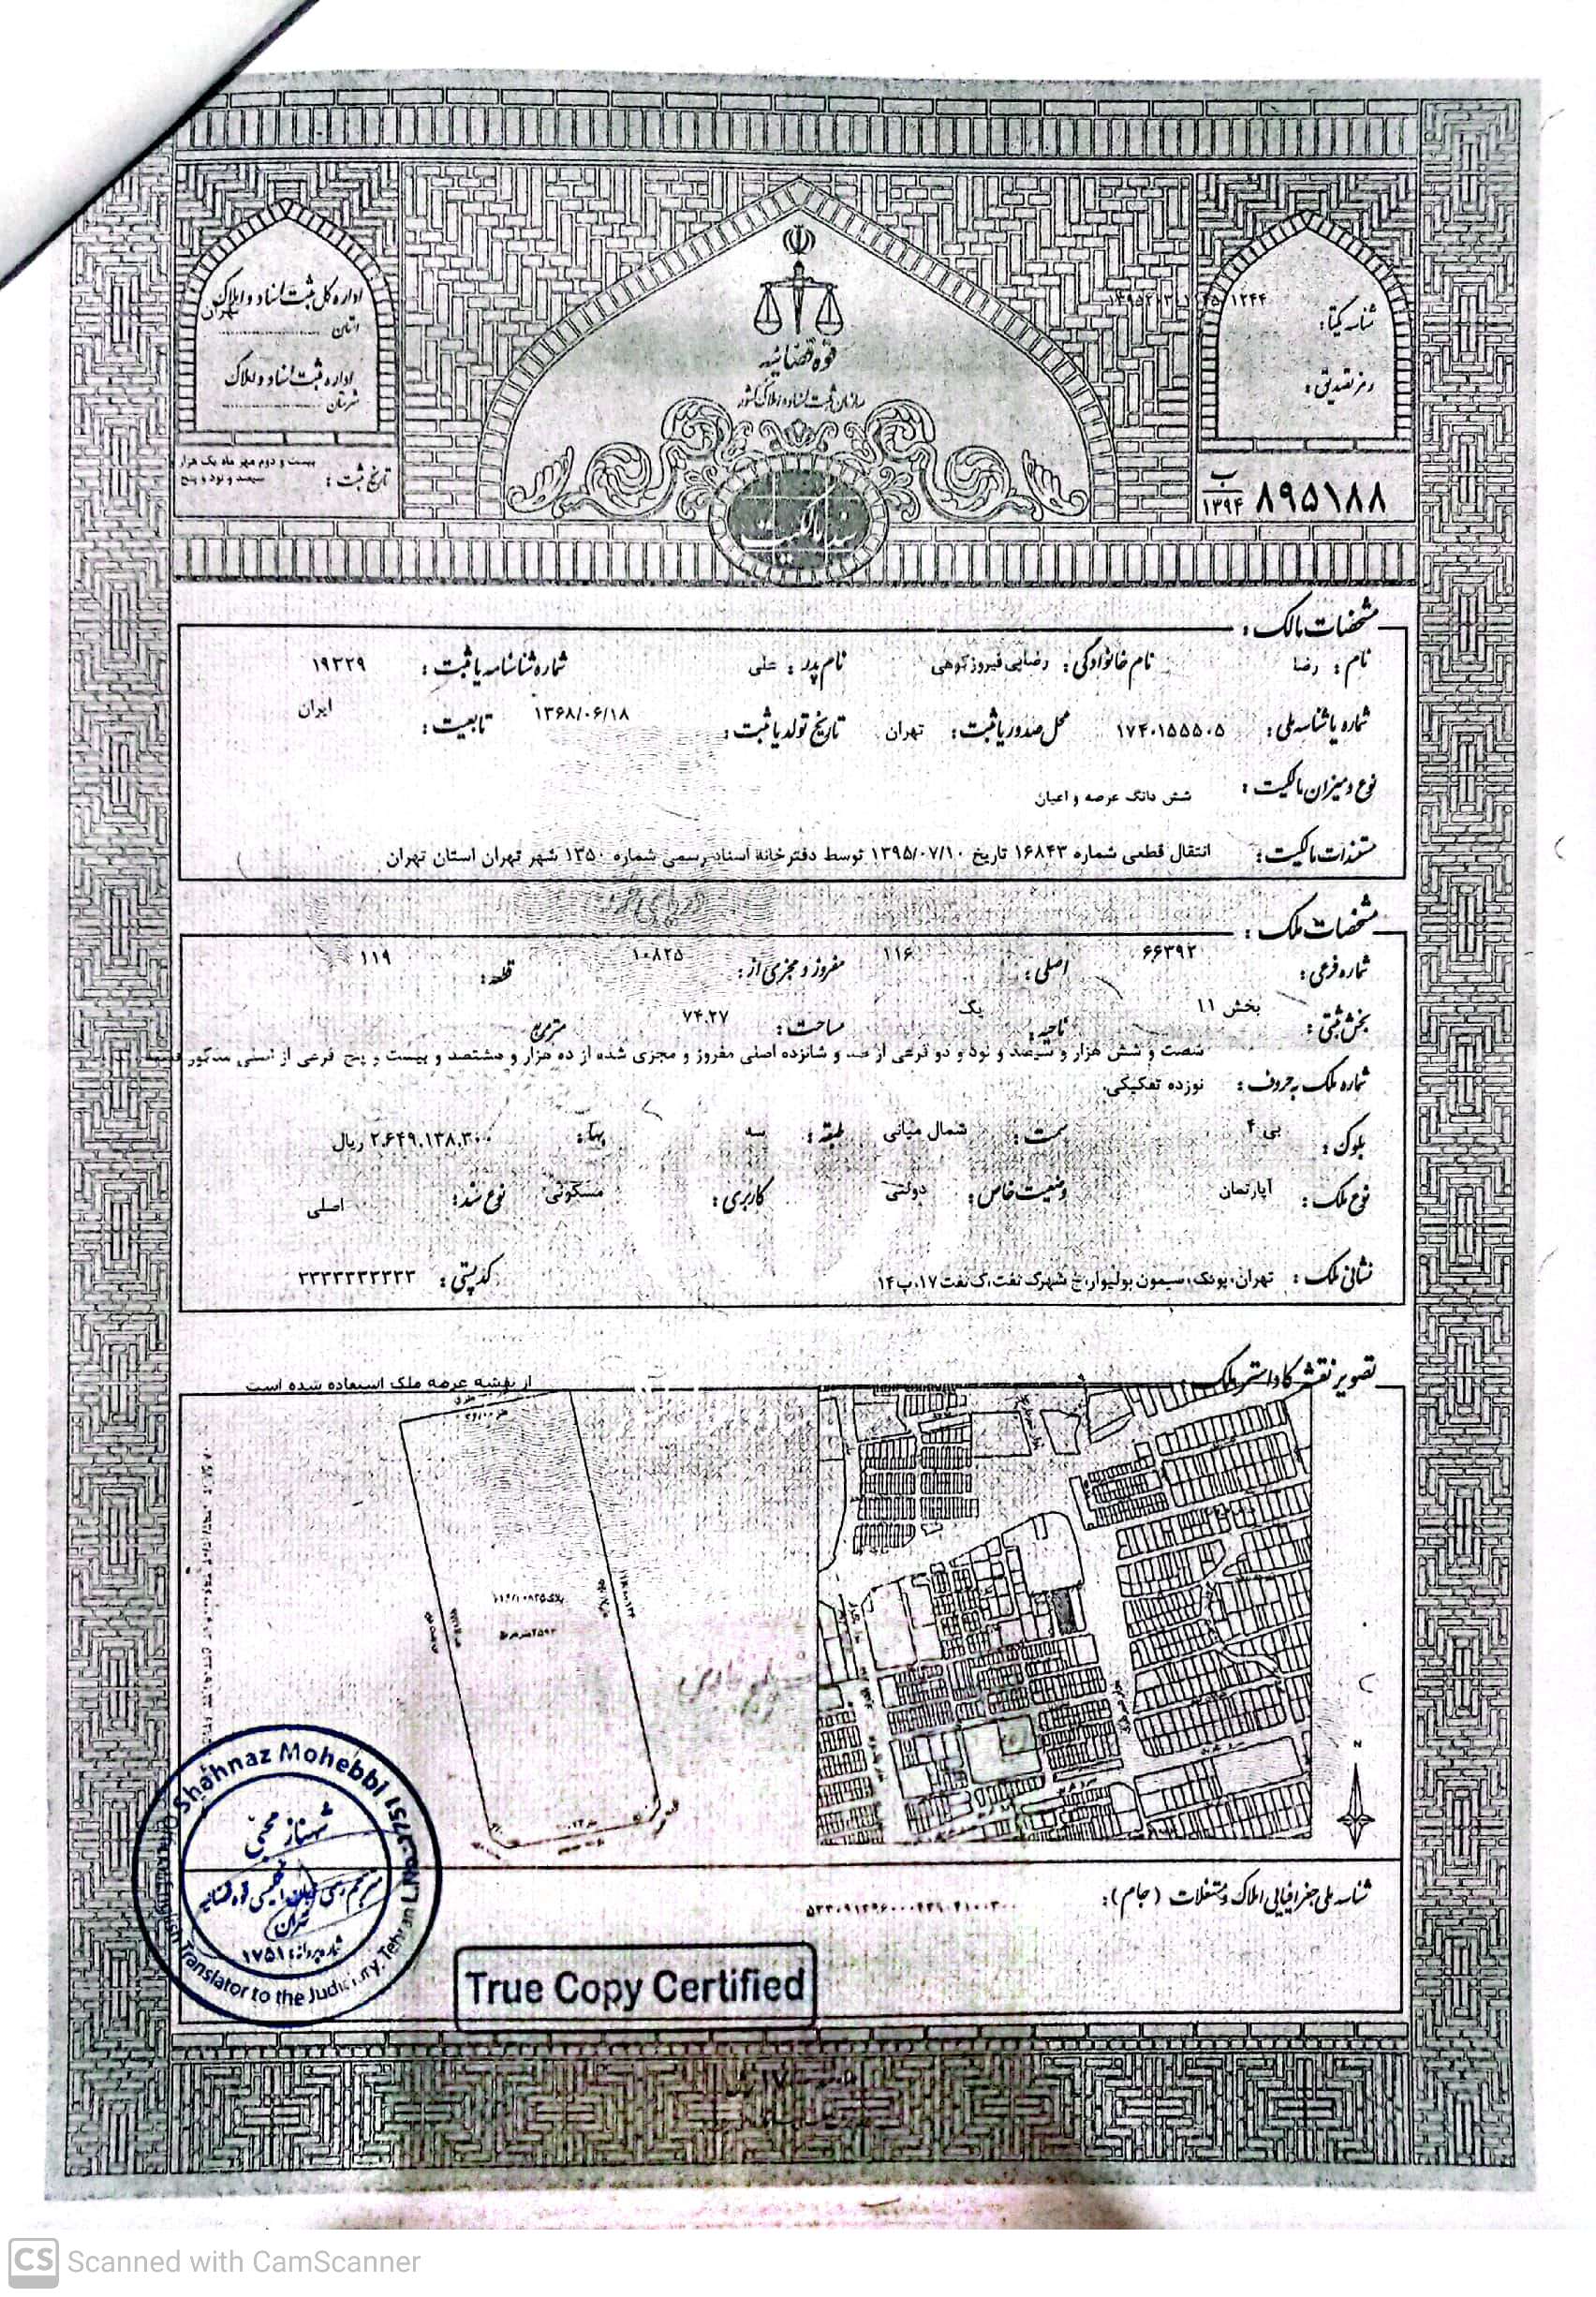 قوه قضائیه
سازمان ثبت اسناد و املاک کشور
سند مالکیت
شناسه یکتا:
رمز تصدیق:
ب
۱۳۹۴ ۸۹۵۱۸۸
اداره کل ثبت اسناد و املاک
استان تهران
اداره ثبت اسناد و املاک
شهرستان
تاریخ ثبت: بیست و دوم مهر ماه یک هزار و
سیصد و نود و پنج
مشخصات مالک:
نام: رضا نام خانوادگی: رضایی فیروزکوهی نام پدر: علی شماره شناسنامه یا ثبت: ۱۹۳۲۹
شماره یا شناسه ملی: ۱۷۴۰۱۵۵۵۰۵ محل صدور یا ثبت: تهران تاریخ تولد یا ثبت: ۱۳۶۸/۰۶/۱۸ تابعیت: ایران
نوع و میزان مالکیت: شش دانگ عرصه و اعیان
مستندات مالکیت: انتقال قطعی شماره ۱۶۸۴۳ تاریخ ۱۳۹۵/۰۷/۱۰ توسط دفترخانه اسناد رسمی شماره ۱۳۵۰ شهر تهران استان تهران
مشخصات ملک:
شماره فرعی: ۶۶۳۹۲ اصلی: ۱۱۶ مفروز و مجزی از: ۱۰۸۲۵ قطعه: ۱۱۹
بخش ثبتی: بخش ۱۱ ناحیه: یک مساحت: ۷۴.۲۷ مترمربع
شماره ملک به حروف: شصت و شش هزار و سیصد و نود و دو فرعی از صد و شانزده اصلی مفروز و مجزی شده از ده هزار و هشتصد و بیست و پنج فرعی از اصلی مذکور
نوزده تفکیکی.
بلوک: بی ۴ سمت: شمال میانی طبقه: سه بهاء: ۲،۶۴۹،۱۳۸،۳۰۰ ریال
نوع ملک: آپارتمان وضعیت خاص: دولتی کاربری: مسکونی نوع سند: اصلی
نشانی ملک: تهران، پونک، سیمون بولیوار، خ شهرک نفت، ک نفت ۱۷، پ ۱۴ کدپستی: ۳۳۳۳۳۳۳۳۳۳
تصویر نقشه کاداستر ملک
از نقشه عرصه ملک استفاده شده است
N
شناسه ملی جغرافیایی املاک و مستغلات (جام):
Shahnaz Mohebbi
شهناز محبی
مترجم رسمی زبان انگلیسی قوه قضائیه
تهران
شماره پروانه: ۱۷۵۱
English Translator to the Judiciary, Tehran L.No.1751
True Copy Certified
CS Scanned with CamScanner